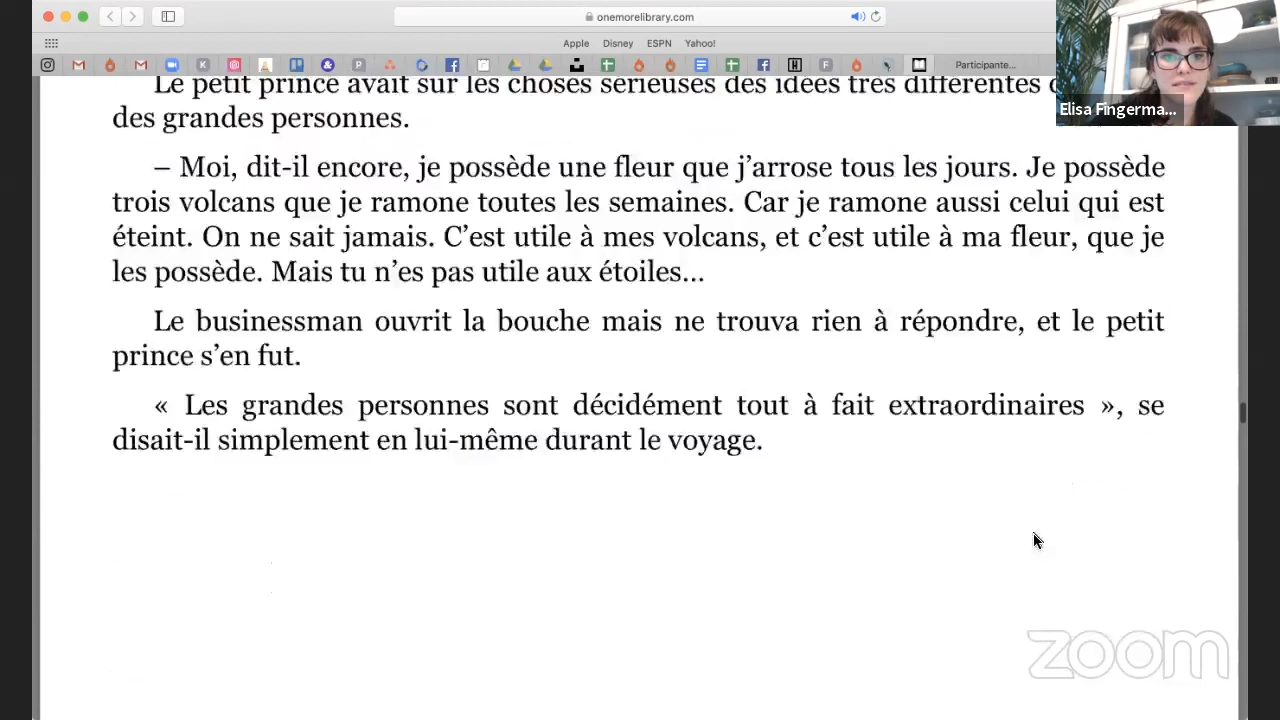 onemorelibrary.com
Apple Disney ESPN Yahoo!
Participante...
Elisa Fingerma...
Le petit prince avait sur les choses sérieuses des idées très différentes
des grandes personnes.
– Moi, dit-il encore, je possède une fleur que j’arrose tous les jours. Je possède
trois volcans que je ramone toutes les semaines. Car je ramone aussi celui qui est
éteint. On ne sait jamais. C’est utile à mes volcans, et c’est utile à ma fleur, que je
les possède. Mais tu n’es pas utile aux étoiles…
Le businessman ouvrit la bouche mais ne trouva rien à répondre, et le petit
prince s’en fut.
« Les grandes personnes sont décidément tout à fait extraordinaires », se
disait-il simplement en lui-même durant le voyage.
zoom